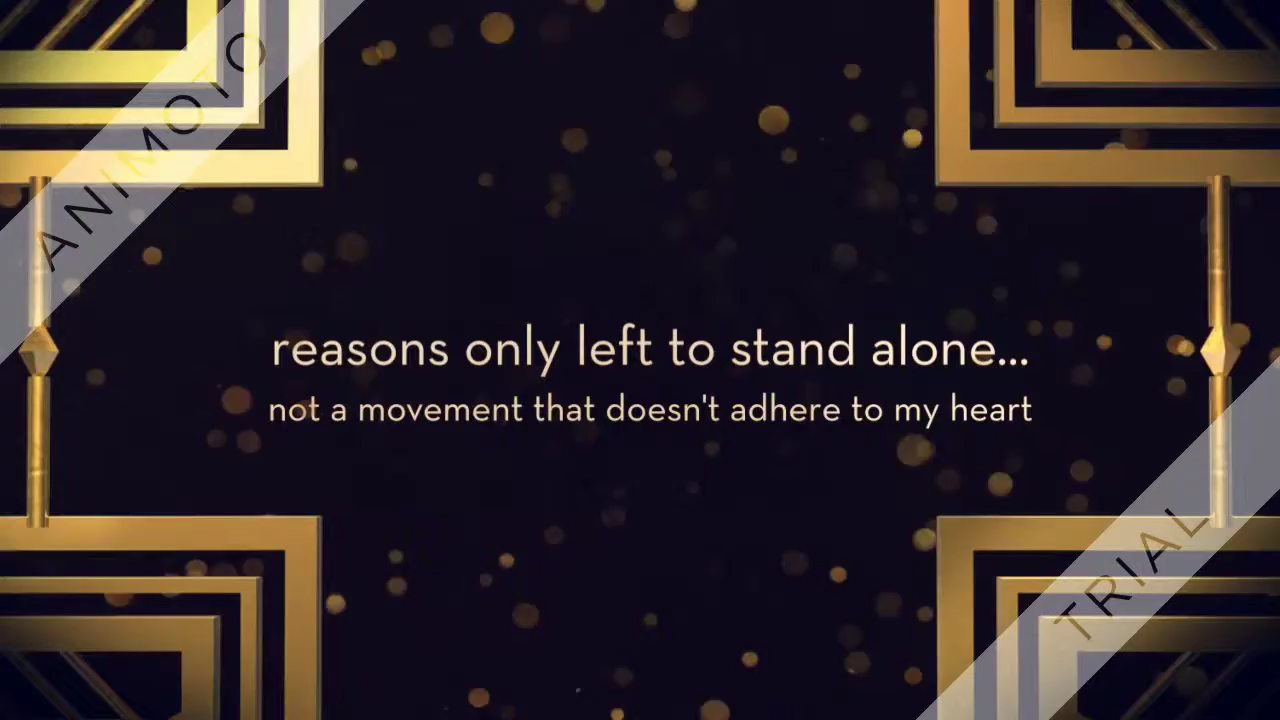 ANIMOTO
reasons only left to stand alone...
not a movement that doesn't adhere to my heart
TRIAL